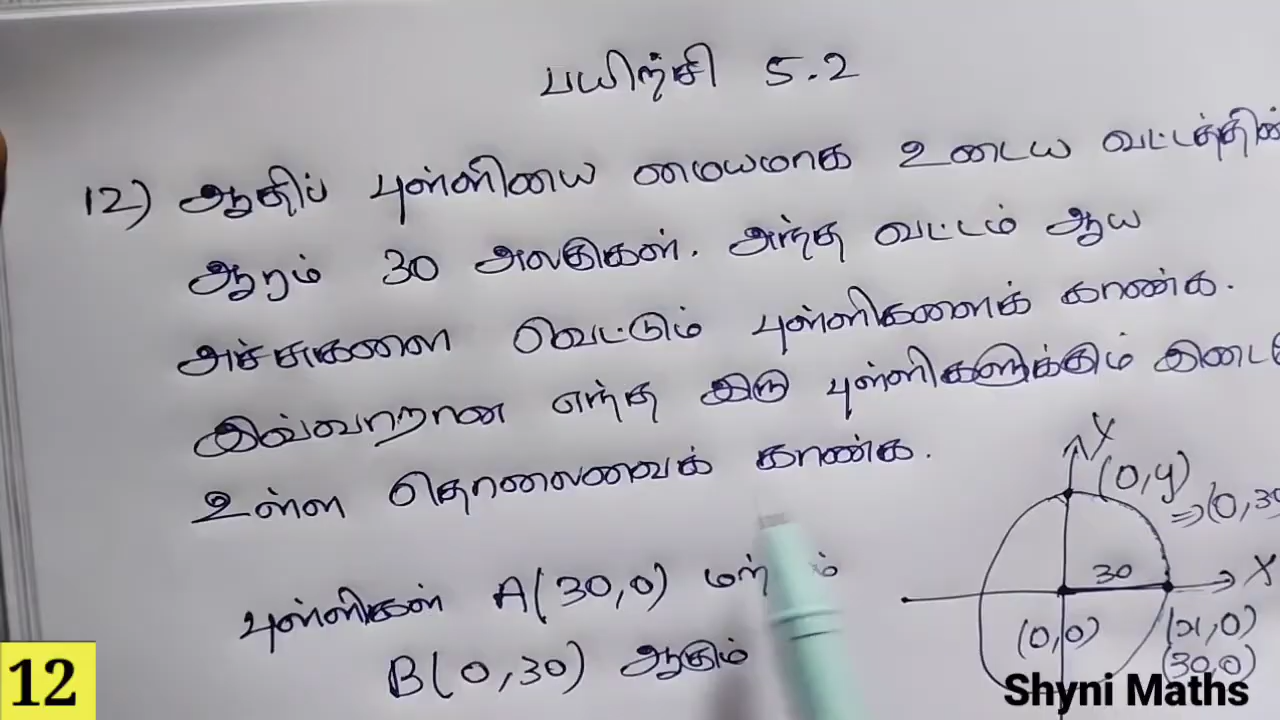 பயிற்சி 5.2
12) ஆதிப் புள்ளியை மையமாக உடைய வட்டத்தின்
ஆரம் 30 அலகுகள். அந்த வட்டம் ஆய
அச்சுகளை வெட்டும் புள்ளிகளைக் காண்க.
இவ்வாறான எந்த இரு புள்ளிகளுக்கும்
உள்ள தொலைவைக் காண்க.
Y
(0,y)
⇒(0,30
30
X
(0,0)
(x,0)
(30,0)
புள்ளிகள் A(30,0)
B(0,30) ஆகும்
12
Shyni Maths